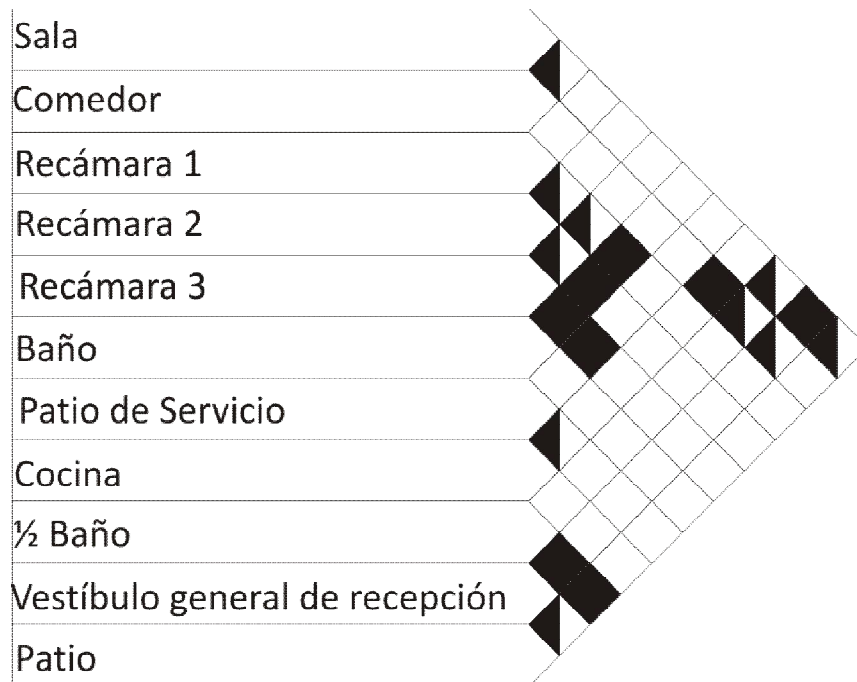 Sala
Comedor
Recámara 1
Recámara 2
Recámara 3
Baño
Patio de Servicio
Cocina
½ Baño
Vestíbulo general de recepción
Patio